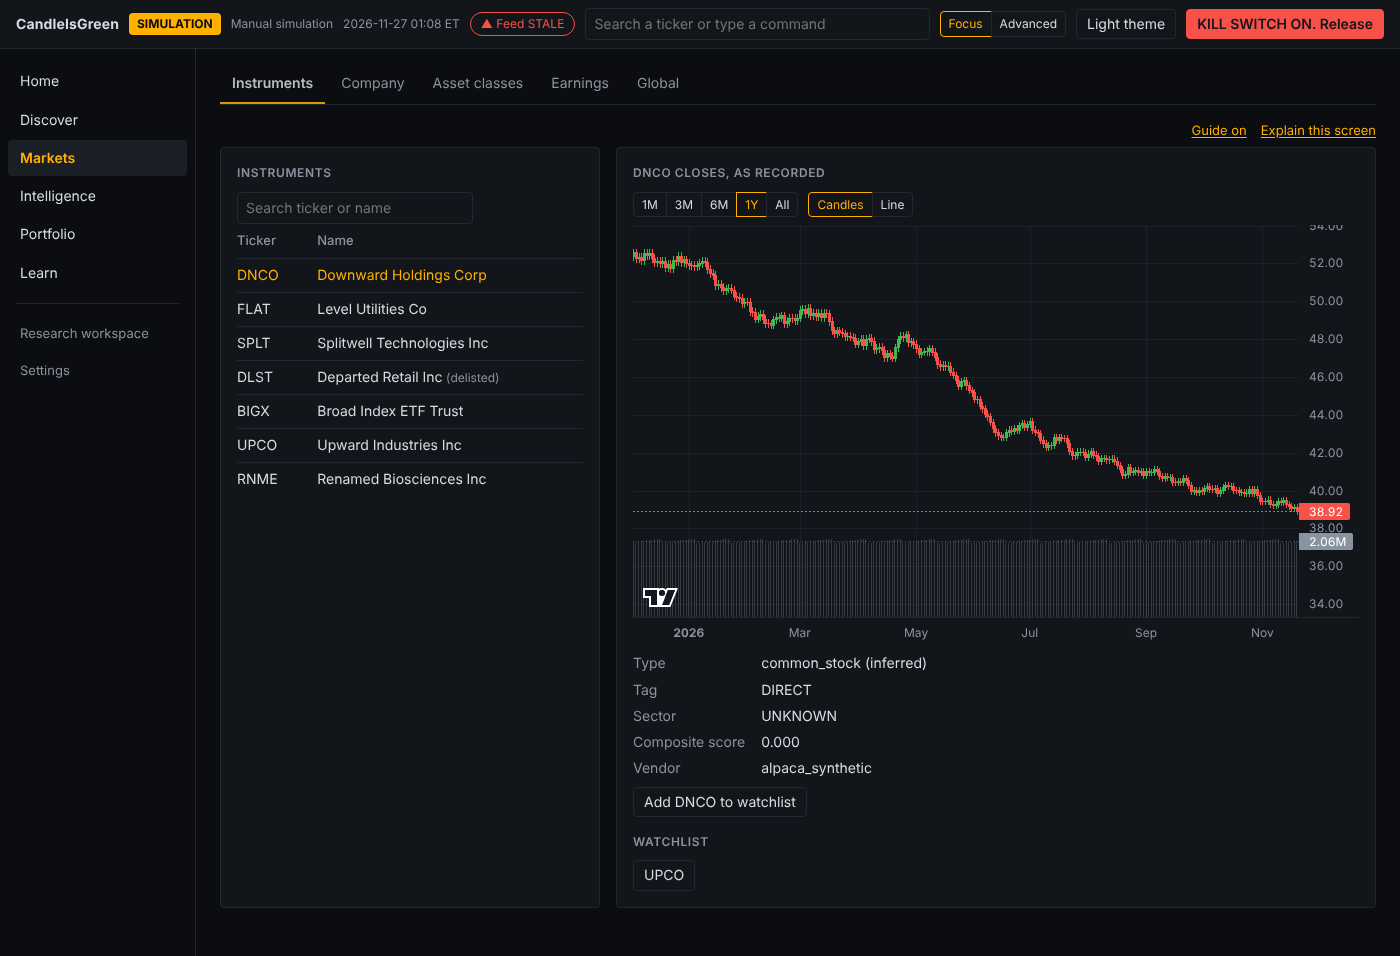 CandleIsGreen SIMULATION Manual simulation 2026-11-27 01:08 ET ▲ Feed STALE Search a ticker or type a command Focus Advanced Light theme KILL SWITCH ON. Release
Home
Discover
Markets
Intelligence
Portfolio
Learn
Research workspace
Settings
Instruments Company Asset classes Earnings Global
Guide on Explain this screen
INSTRUMENTS
Search ticker or name
Ticker Name
DNCO Downward Holdings Corp
FLAT Level Utilities Co
SPLT Splitwell Technologies Inc
DLST Departed Retail Inc (delisted)
BIGX Broad Index ETF Trust
UPCO Upward Industries Inc
RNME Renamed Biosciences Inc
DNCO CLOSES, AS RECORDED
1M 3M 6M 1Y All Candles Line
54.00
52.00
50.00
48.00
46.00
44.00
42.00
40.00
38.92
38.00
2.06M
36.00
34.00
2026 Mar May Jul Sep Nov
Type common_stock (inferred)
Tag DIRECT
Sector UNKNOWN
Composite score 0.000
Vendor alpaca_synthetic
Add DNCO to watchlist
WATCHLIST
UPCO